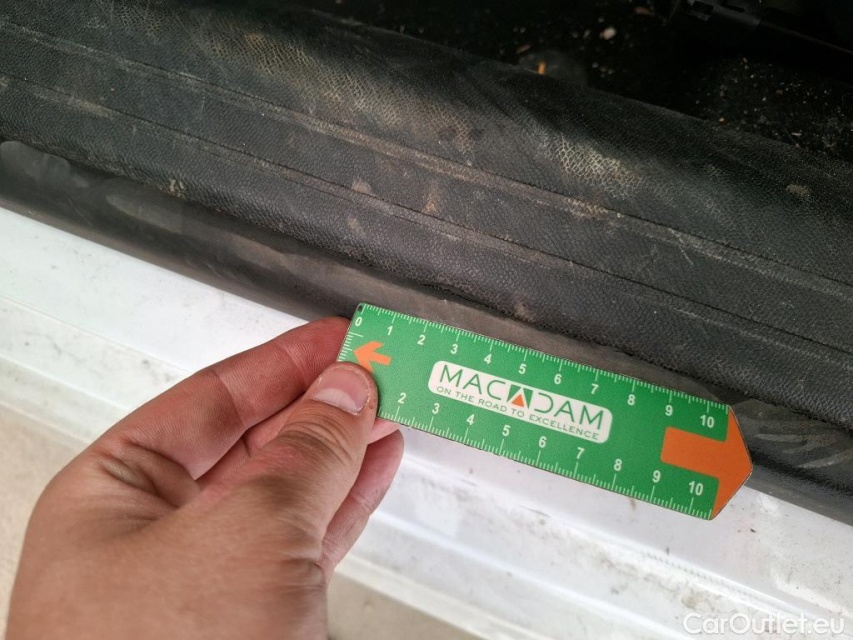 0 1 2 3 4 5 6 7 8 9 10
MACADAM
ON THE ROAD TO EXCELLENCE
2 3 4 5 6 7 8 9 10
CarOutlet.eu